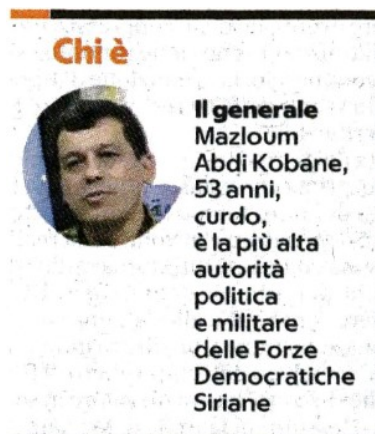 Chi è
Il generale
Mazloum
Abdi Kobane,
53 anni,
curdo,
è la più alta
autorità
politica
e militare
delle Forze
Democratiche
Siriane